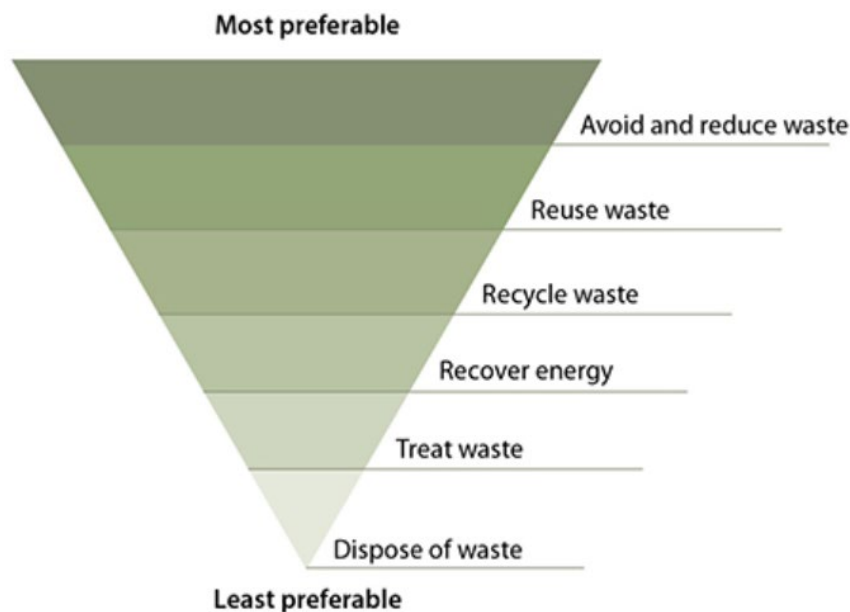 Most preferable
Avoid and reduce waste
Reuse waste
Recycle waste
Recover energy
Treat waste
Dispose of waste
Least preferable